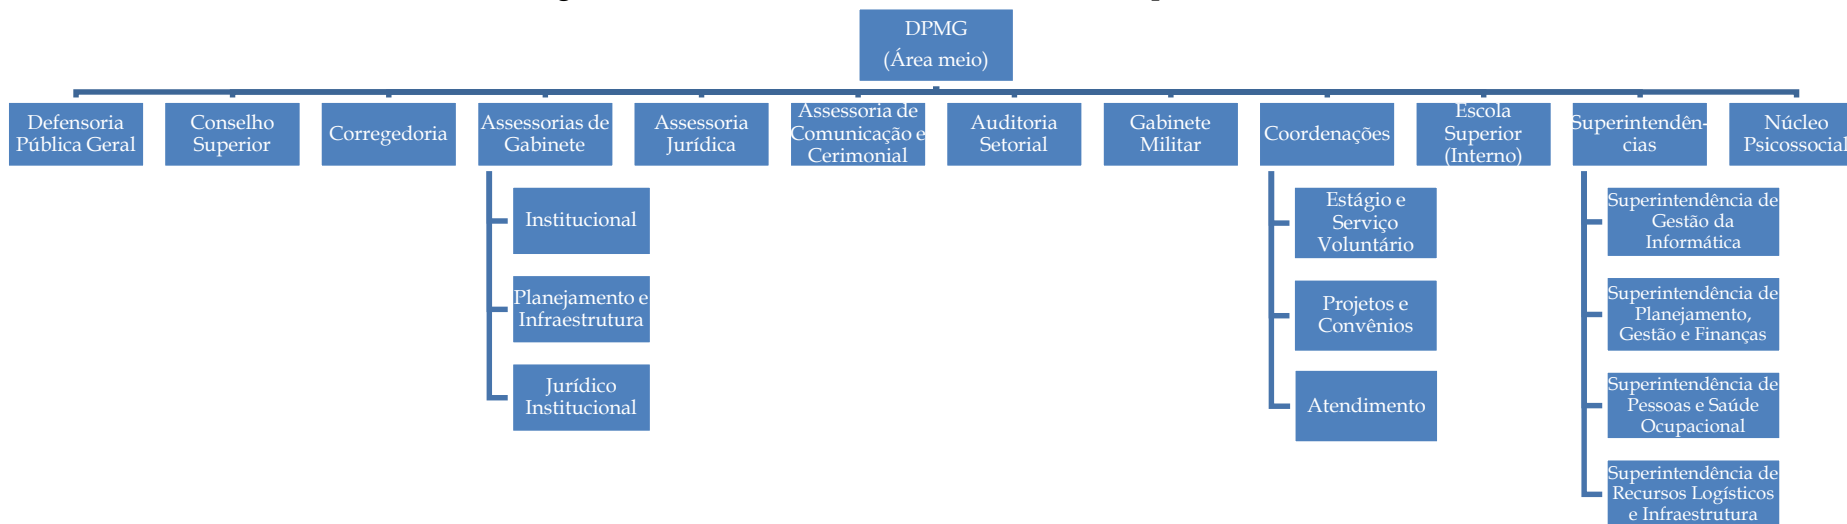 DPMG
(Área meio)
Defensoria
Pública Geral
Conselho
Superior
Corregedoria
Assessorias de
Gabinete
Assessoria
Jurídica
Assessoria de
Comunicação e
Cerimonial
Auditoria
Setorial
Gabinete
Militar
Coordenações
Escola
Superior
(Interno)
Superintendên-
cias
Núcleo
Psicossocial
Institucional
Planejamento e
Infraestrutura
Jurídico
Institucional
Estágio e
Serviço
Voluntário
Projetos e
Convênios
Atendimento
Superintendência de
Gestão da
Informática
Superintendência de
Planejamento,
Gestão e Finanças
Superintendência de
Pessoas e Saúde
Ocupacional
Superintendência de
Recursos Logísticos
e Infraestrutura